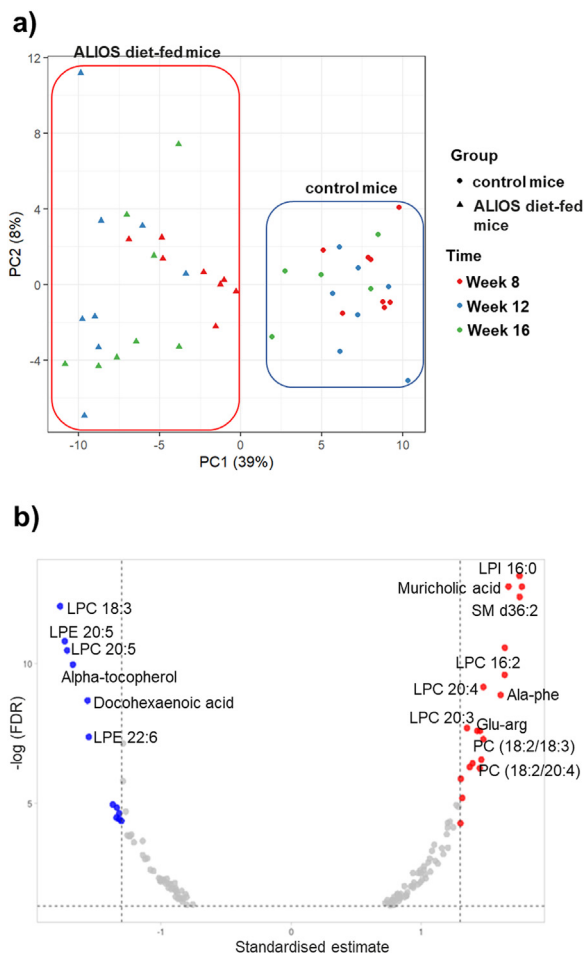 a)
ALIOS diet-fed mice
control mice
12
8
4
0
-4
PC2 (8%)
-10
-5
0
5
10
PC1 (39%)
Group
control mice
ALIOS diet-fed
mice
Time
Week 8
Week 12
Week 16
b)
LPI 16:0
Muricholic acid
SM d36:2
LPC 18:3
LPE 20:5
LPC 20:5
LPC 16:2
Alpha-tocopherol
LPC 20:4
Ala-phe
Docohexaenoic acid
LPC 20:3
Glu-arg
LPE 22:6
PC (18:2/18:3)
PC (18:2/20:4)
10
5
-log (FDR)
-1
0
1
Standardised estimate